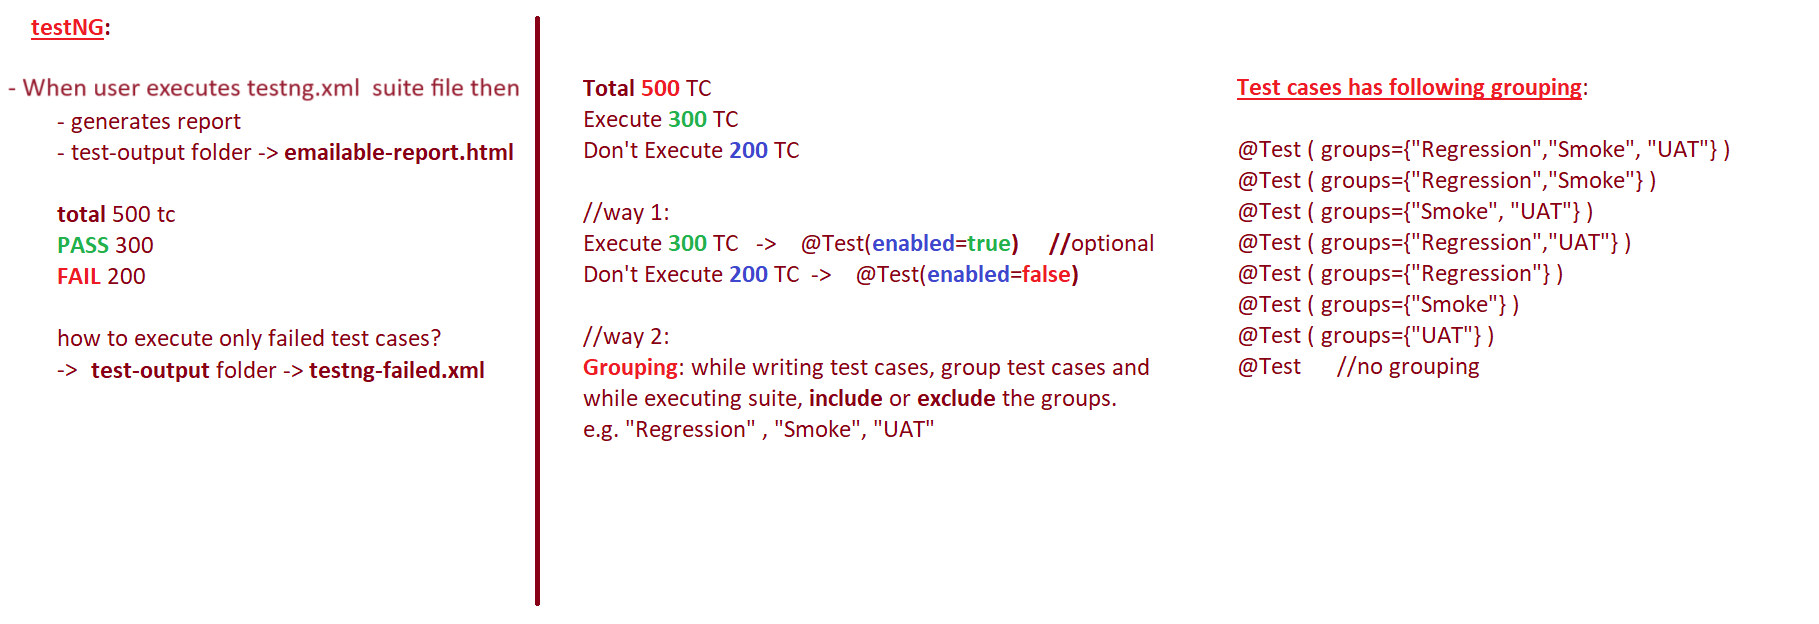 testNG:
- When user executes testng.xml  suite file then
- generates report
- test-output folder -> emailable-report.html
total 500 tc
PASS 300
FAIL 200
how to execute only failed test cases?
-> test-output folder -> testng-failed.xml
Total 500 TC
Execute 300 TC
Don't Execute 200 TC
//way 1:
Execute 300 TC -> @Test(enabled=true) //optional
Don't Execute 200 TC -> @Test(enabled=false)
//way 2:
Grouping: while writing test cases, group test cases and
while executing suite, include or exclude the groups.
e.g. "Regression" , "Smoke", "UAT"
Test cases has following grouping:
@Test ( groups={"Regression","Smoke", "UAT"} )
@Test ( groups={"Regression","Smoke"} )
@Test ( groups={"Smoke", "UAT"} )
@Test ( groups={"Regression","UAT"} )
@Test ( groups={"Regression"} )
@Test ( groups={"Smoke"} )
@Test ( groups={"UAT"} )
@Test //no grouping